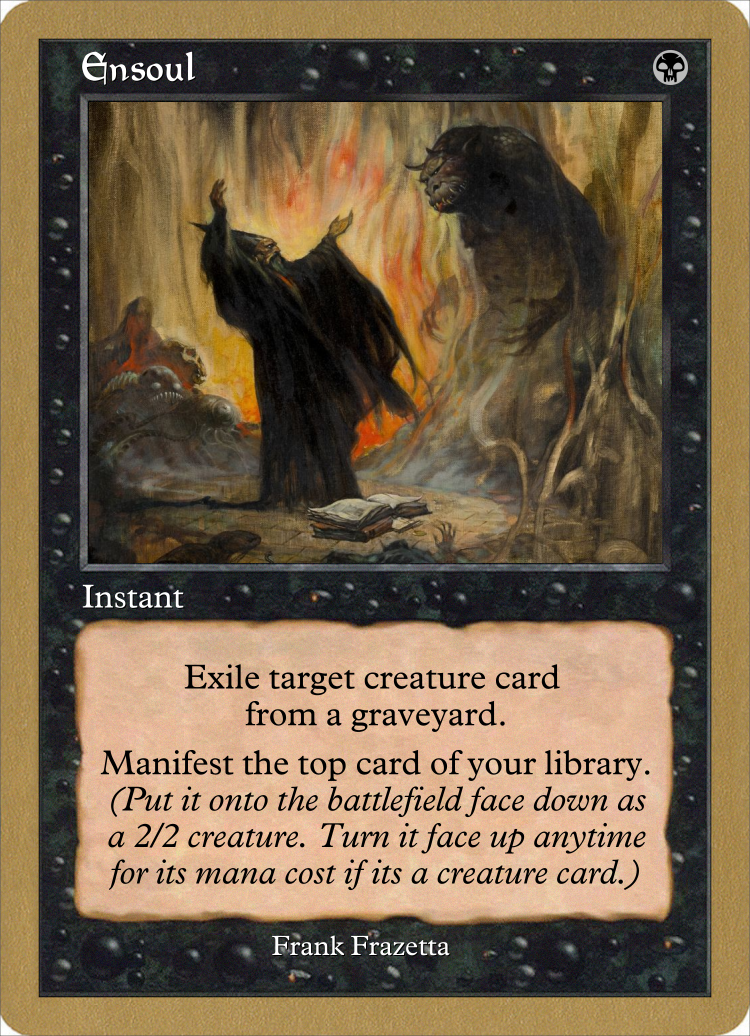 Ensoul
Instant
Exile target creature card
from a graveyard.
Manifest the top card of your library.
(Put it onto the battlefield face down as
a 2/2 creature. Turn it face up anytime
for its mana cost if its a creature card.)
Frank Frazetta